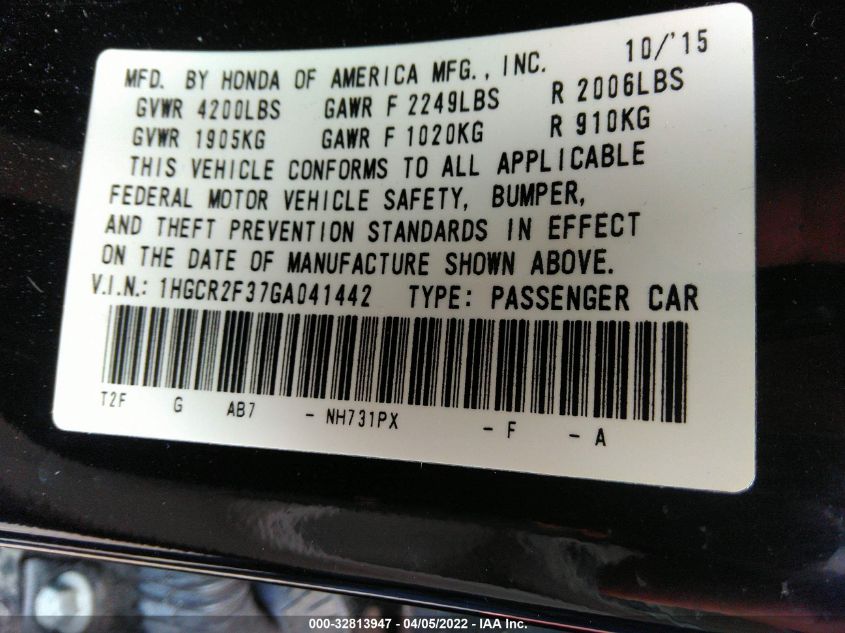 10/'15
MFD. BY HONDA OF AMERICA MFG., INC.
GVWR 4200LBS GAWR F 2249LBS R 2006LBS
GVWR 1905KG GAWR F 1020KG R 910KG
THIS VEHICLE CONFORMS TO ALL APPLICABLE
FEDERAL MOTOR VEHICLE SAFETY, BUMPER,
AND THEFT PREVENTION STANDARDS IN EFFECT
ON THE DATE OF MANUFACTURE SHOWN ABOVE.
V.I.N.: 1HGCR2F37GA041442 TYPE: PASSENGER CAR
T2F G AB7 - NH731PX - F - A
000-32813947 - 04/05/2022 - IAA Inc.